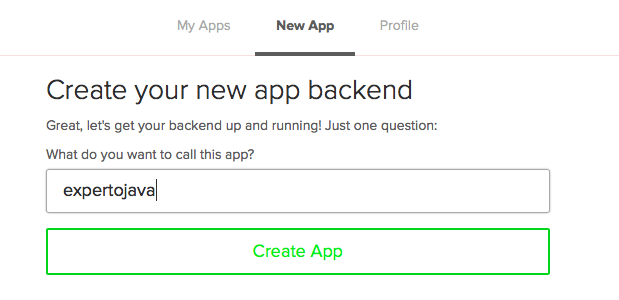 My Apps New App Profile
Create your new app backend
Great, let's get your backend up and running! Just one question:
What do you want to call this app?
expertojava
Create App